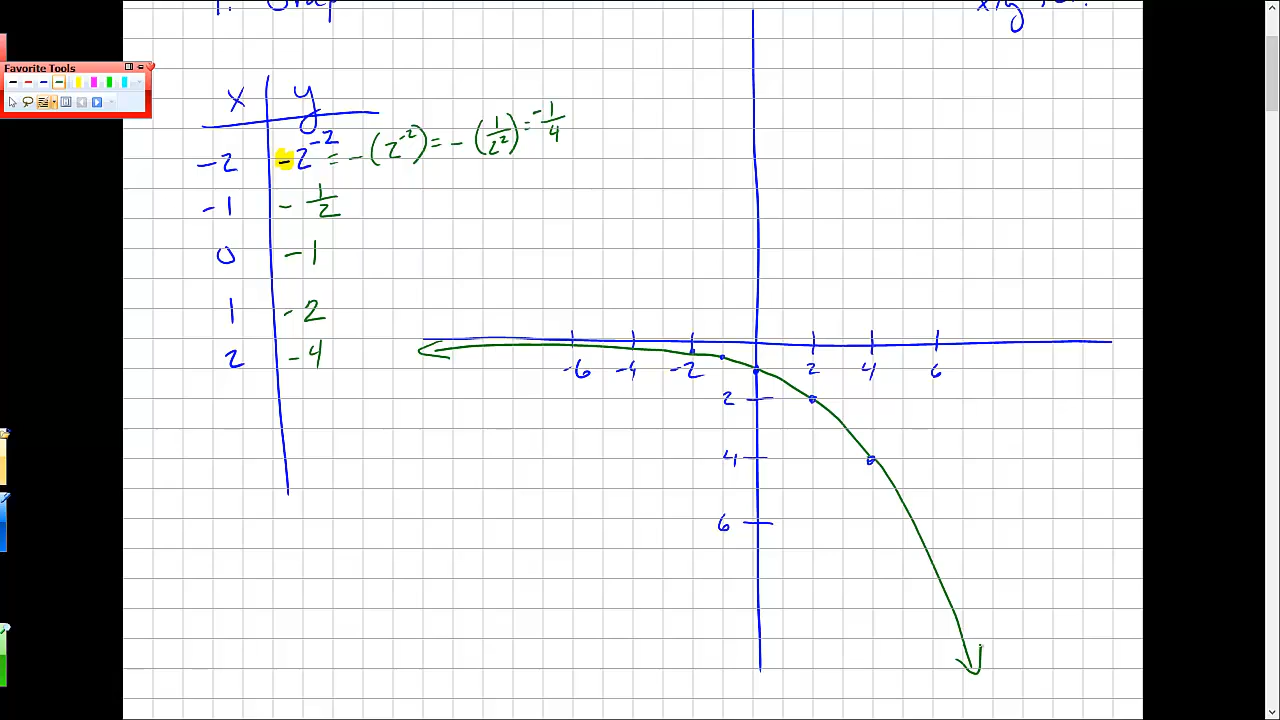 Favorite Tools
x y
-2 -2^-2 = -(2^-2) = -(1/2^2) = -1/4
-1 -1/2
0 -1
1 -2
2 -4
-6 -4 -2 2 4 6
2
4
6